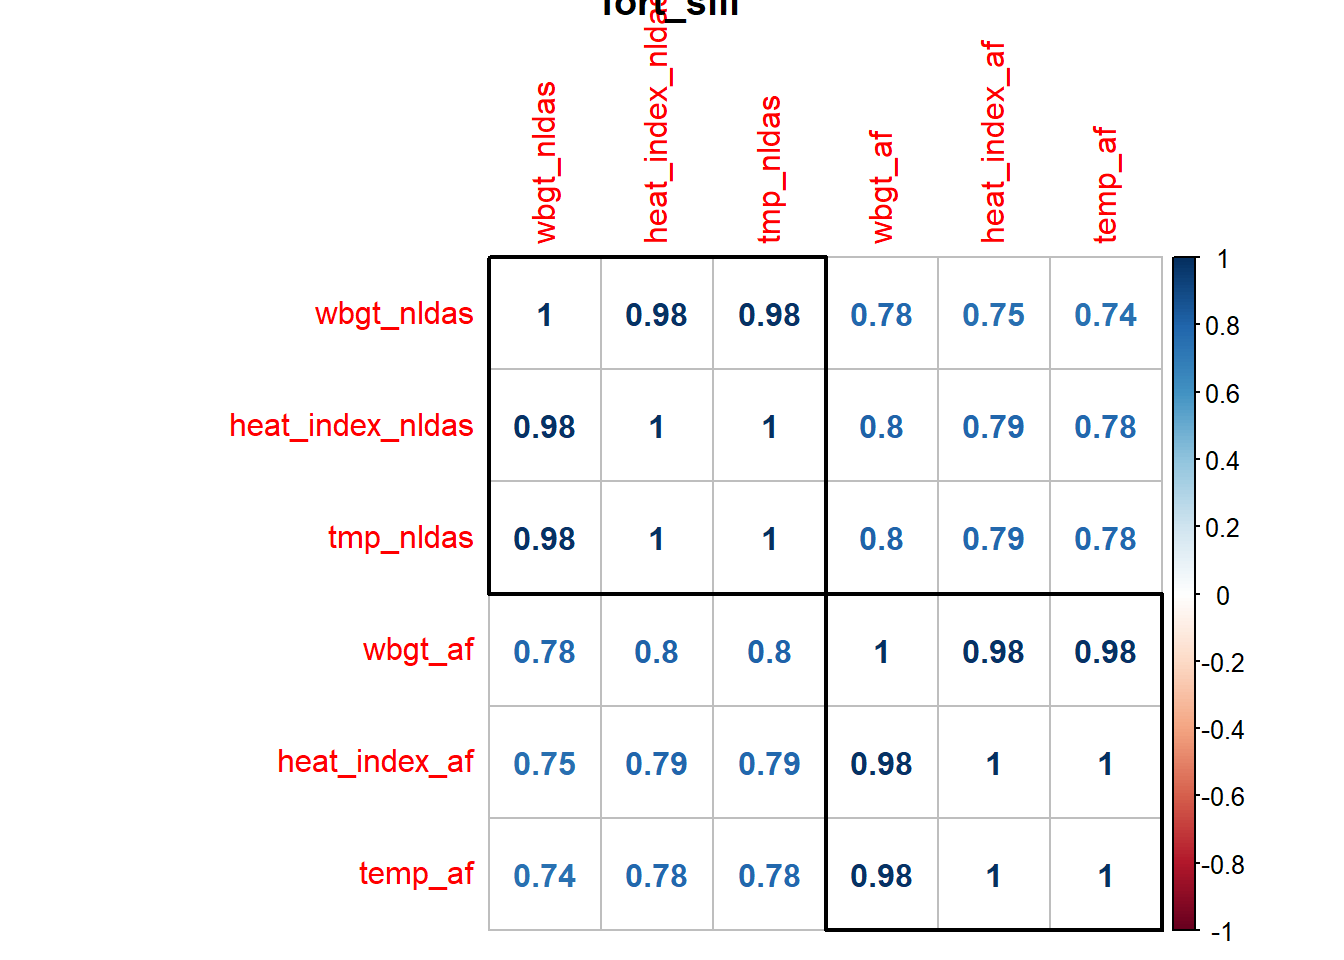 fort_sill
wbgt_nldas heat_index_nldas tmp_nldas wbgt_af heat_index_af temp_af
wbgt_nldas 1 0.98 0.98 0.78 0.75 0.74
heat_index_nldas 0.98 1 1 0.8 0.79 0.78
tmp_nldas 0.98 1 1 0.8 0.79 0.78
wbgt_af 0.78 0.8 0.8 1 0.98 0.98
heat_index_af 0.75 0.79 0.79 0.98 1 1
temp_af 0.74 0.78 0.78 0.98 1 1
1
0.8
0.6
0.4
0.2
0
-0.2
-0.4
-0.6
-0.8
-1